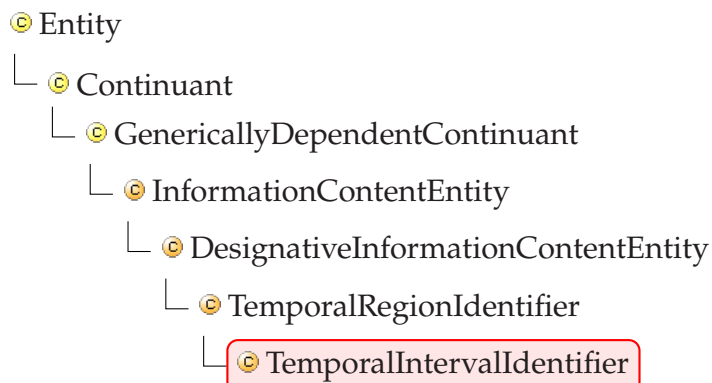 Entity
Continuant
GenericallyDependentContinuant
InformationContentEntity
DesignativeInformationContentEntity
TemporalRegionIdentifier
TemporalIntervalIdentifier